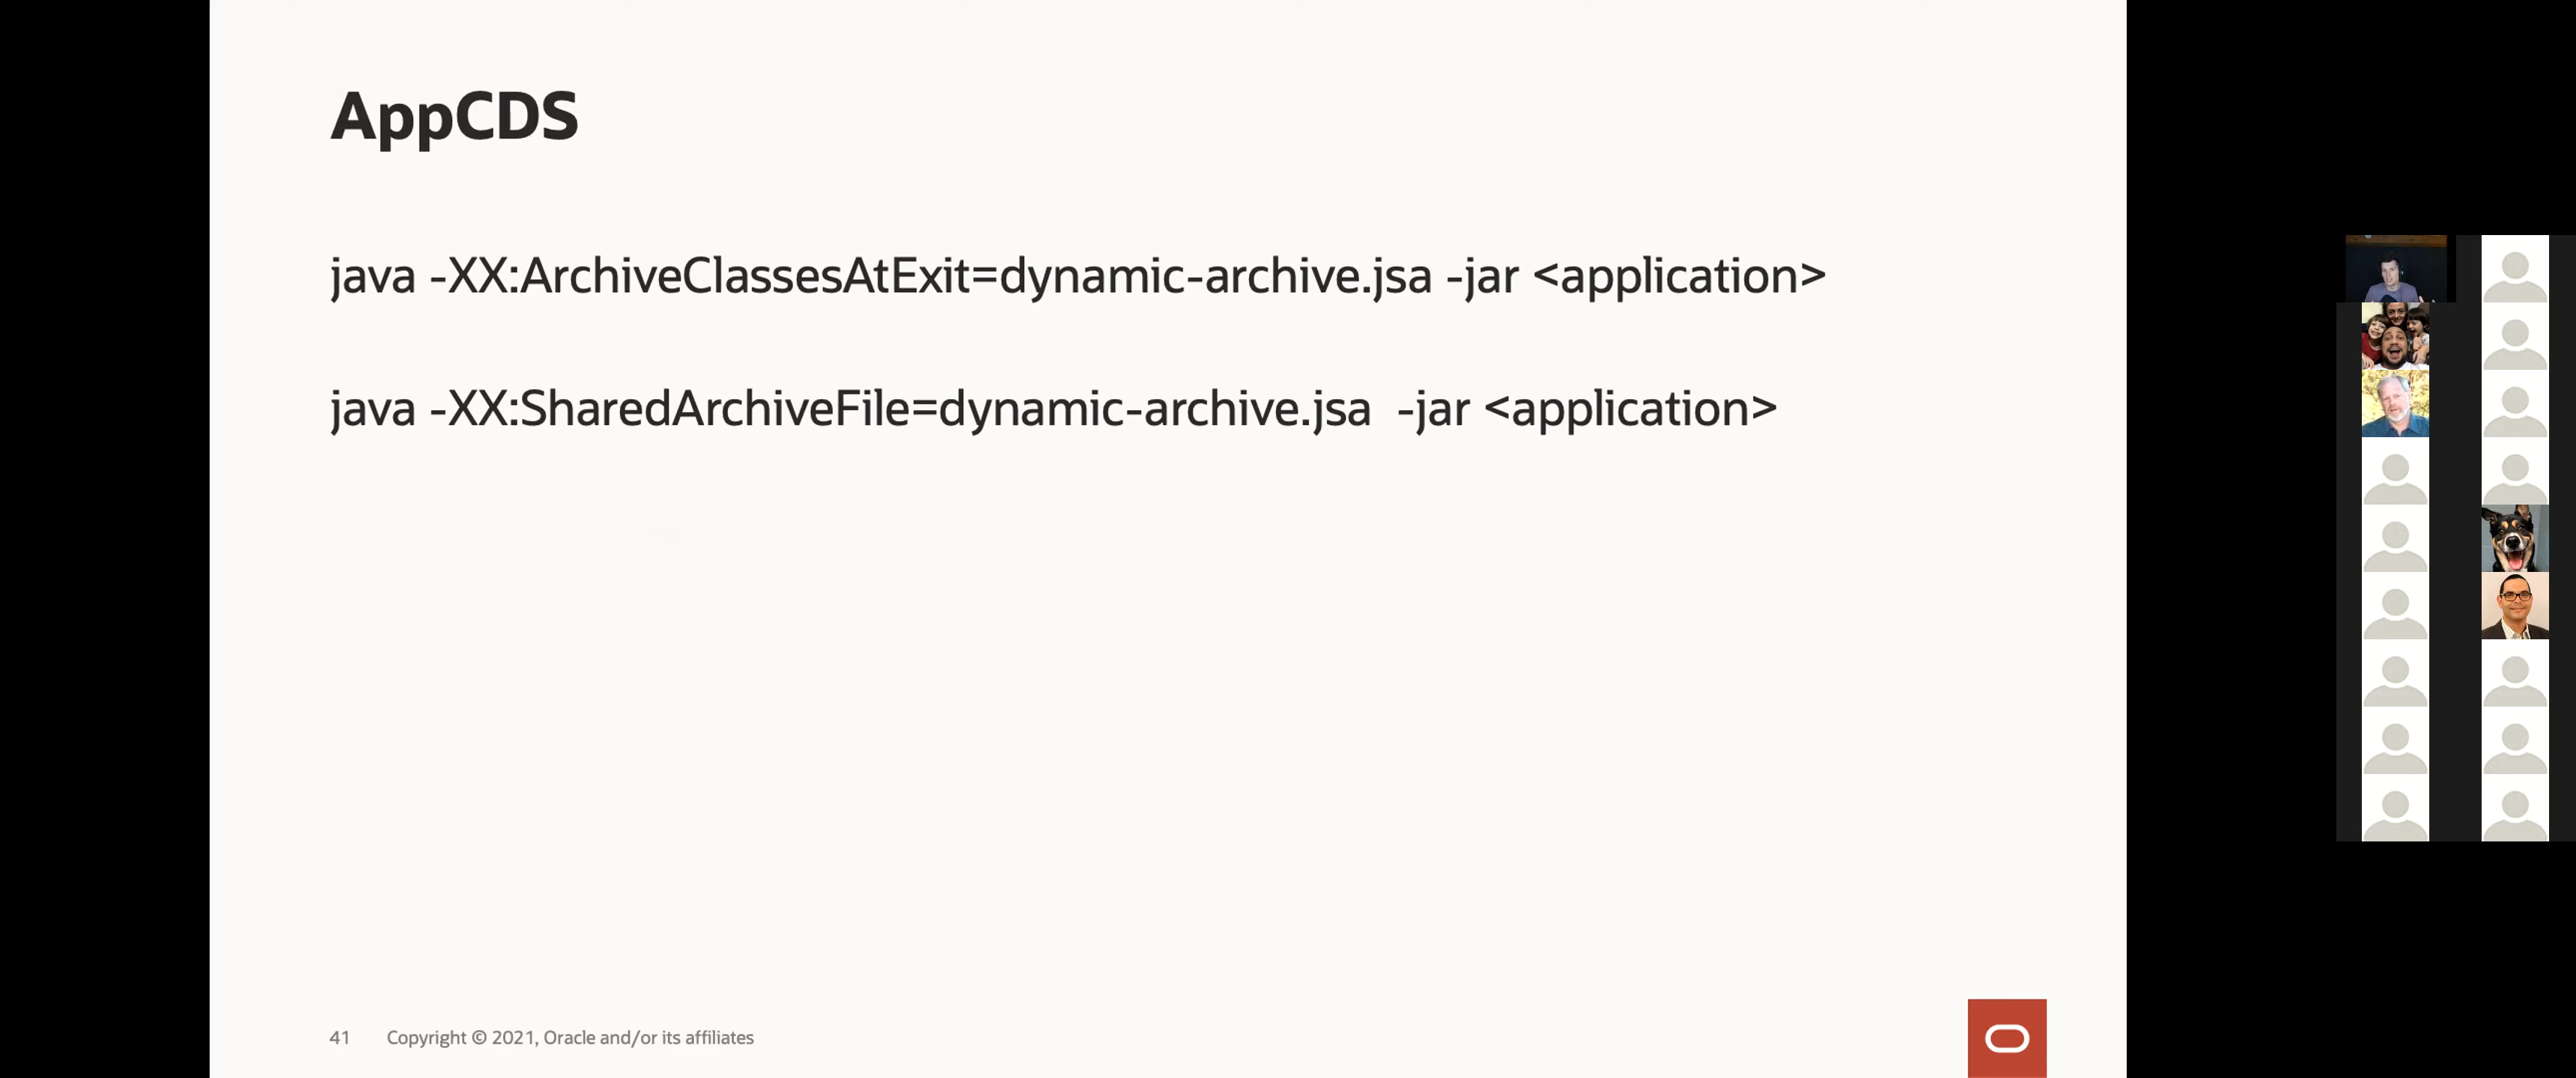 AppCDS
java -XX:ArchiveClassesAtExit=dynamic-archive.jsa -jar <application>
java -XX:SharedArchiveFile=dynamic-archive.jsa  -jar <application>
41 Copyright © 2021, Oracle and/or its affiliates